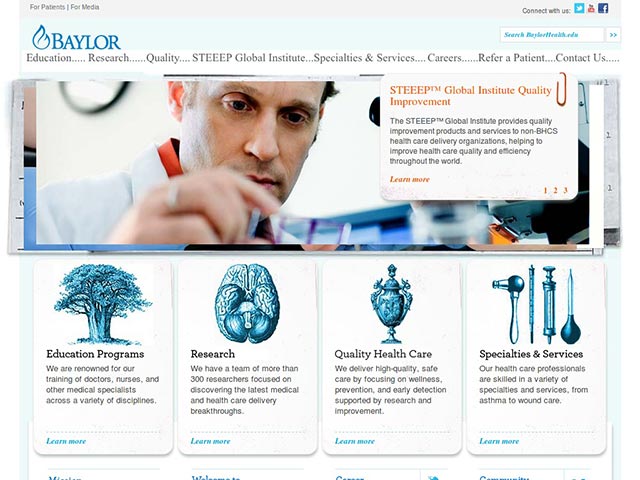 For Patients | For Media
Connect with us:
BAYLOR
Search BaylorHealth.edu >>
Education..... Research......Quality.... STEEEP Global Institute...Specialties & Services.... Careers......Refer a Patient....Contact Us.....
STEEEP™ Global Institute Quality
Improvement
The STEEEP™ Global Institute provides quality
improvement products and services to non-BHCS
health care delivery organizations, helping to
improve health care quality and efficiency
throughout the world.
Learn more
1 2 3
Education Programs
We are renowned for our
training of doctors, nurses, and
other medical specialists
across a variety of disciplines.
Learn more
Research
We have a team of more than
300 researchers focused on
discovering the latest medical
and health care delivery
breakthroughs.
Learn more
Quality Health Care
We deliver high-quality, safe
care by focusing on wellness,
prevention, and early detection
supported by research and
improvement.
Learn more
Specialties & Services
Our health care professionals
are skilled in a variety of
specialties and services, from
asthma to wound care.
Learn more
Mission
Welcome to
Career
Community